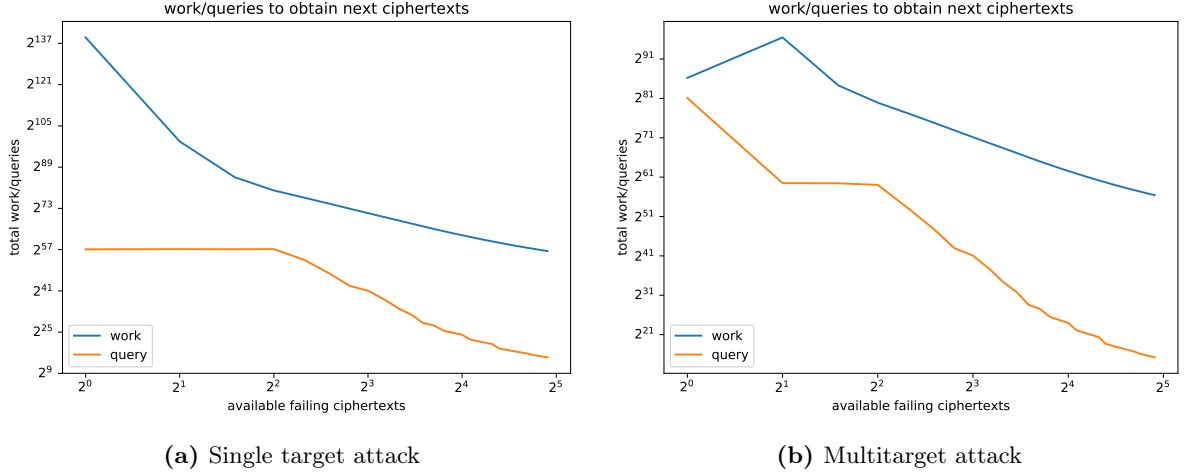 work/queries to obtain next ciphertexts
total work/queries
2^137
2^121
2^105
2^89
2^73
2^57
2^41
2^25
2^9
work
query
2^0 2^1 2^2 2^3 2^4 2^5
available failing ciphertexts
(a) Single target attack
work/queries to obtain next ciphertexts
total work/queries
2^91
2^81
2^71
2^61
2^51
2^41
2^31
2^21
work
query
2^0 2^1 2^2 2^3 2^4 2^5
available failing ciphertexts
(b) Multitarget attack